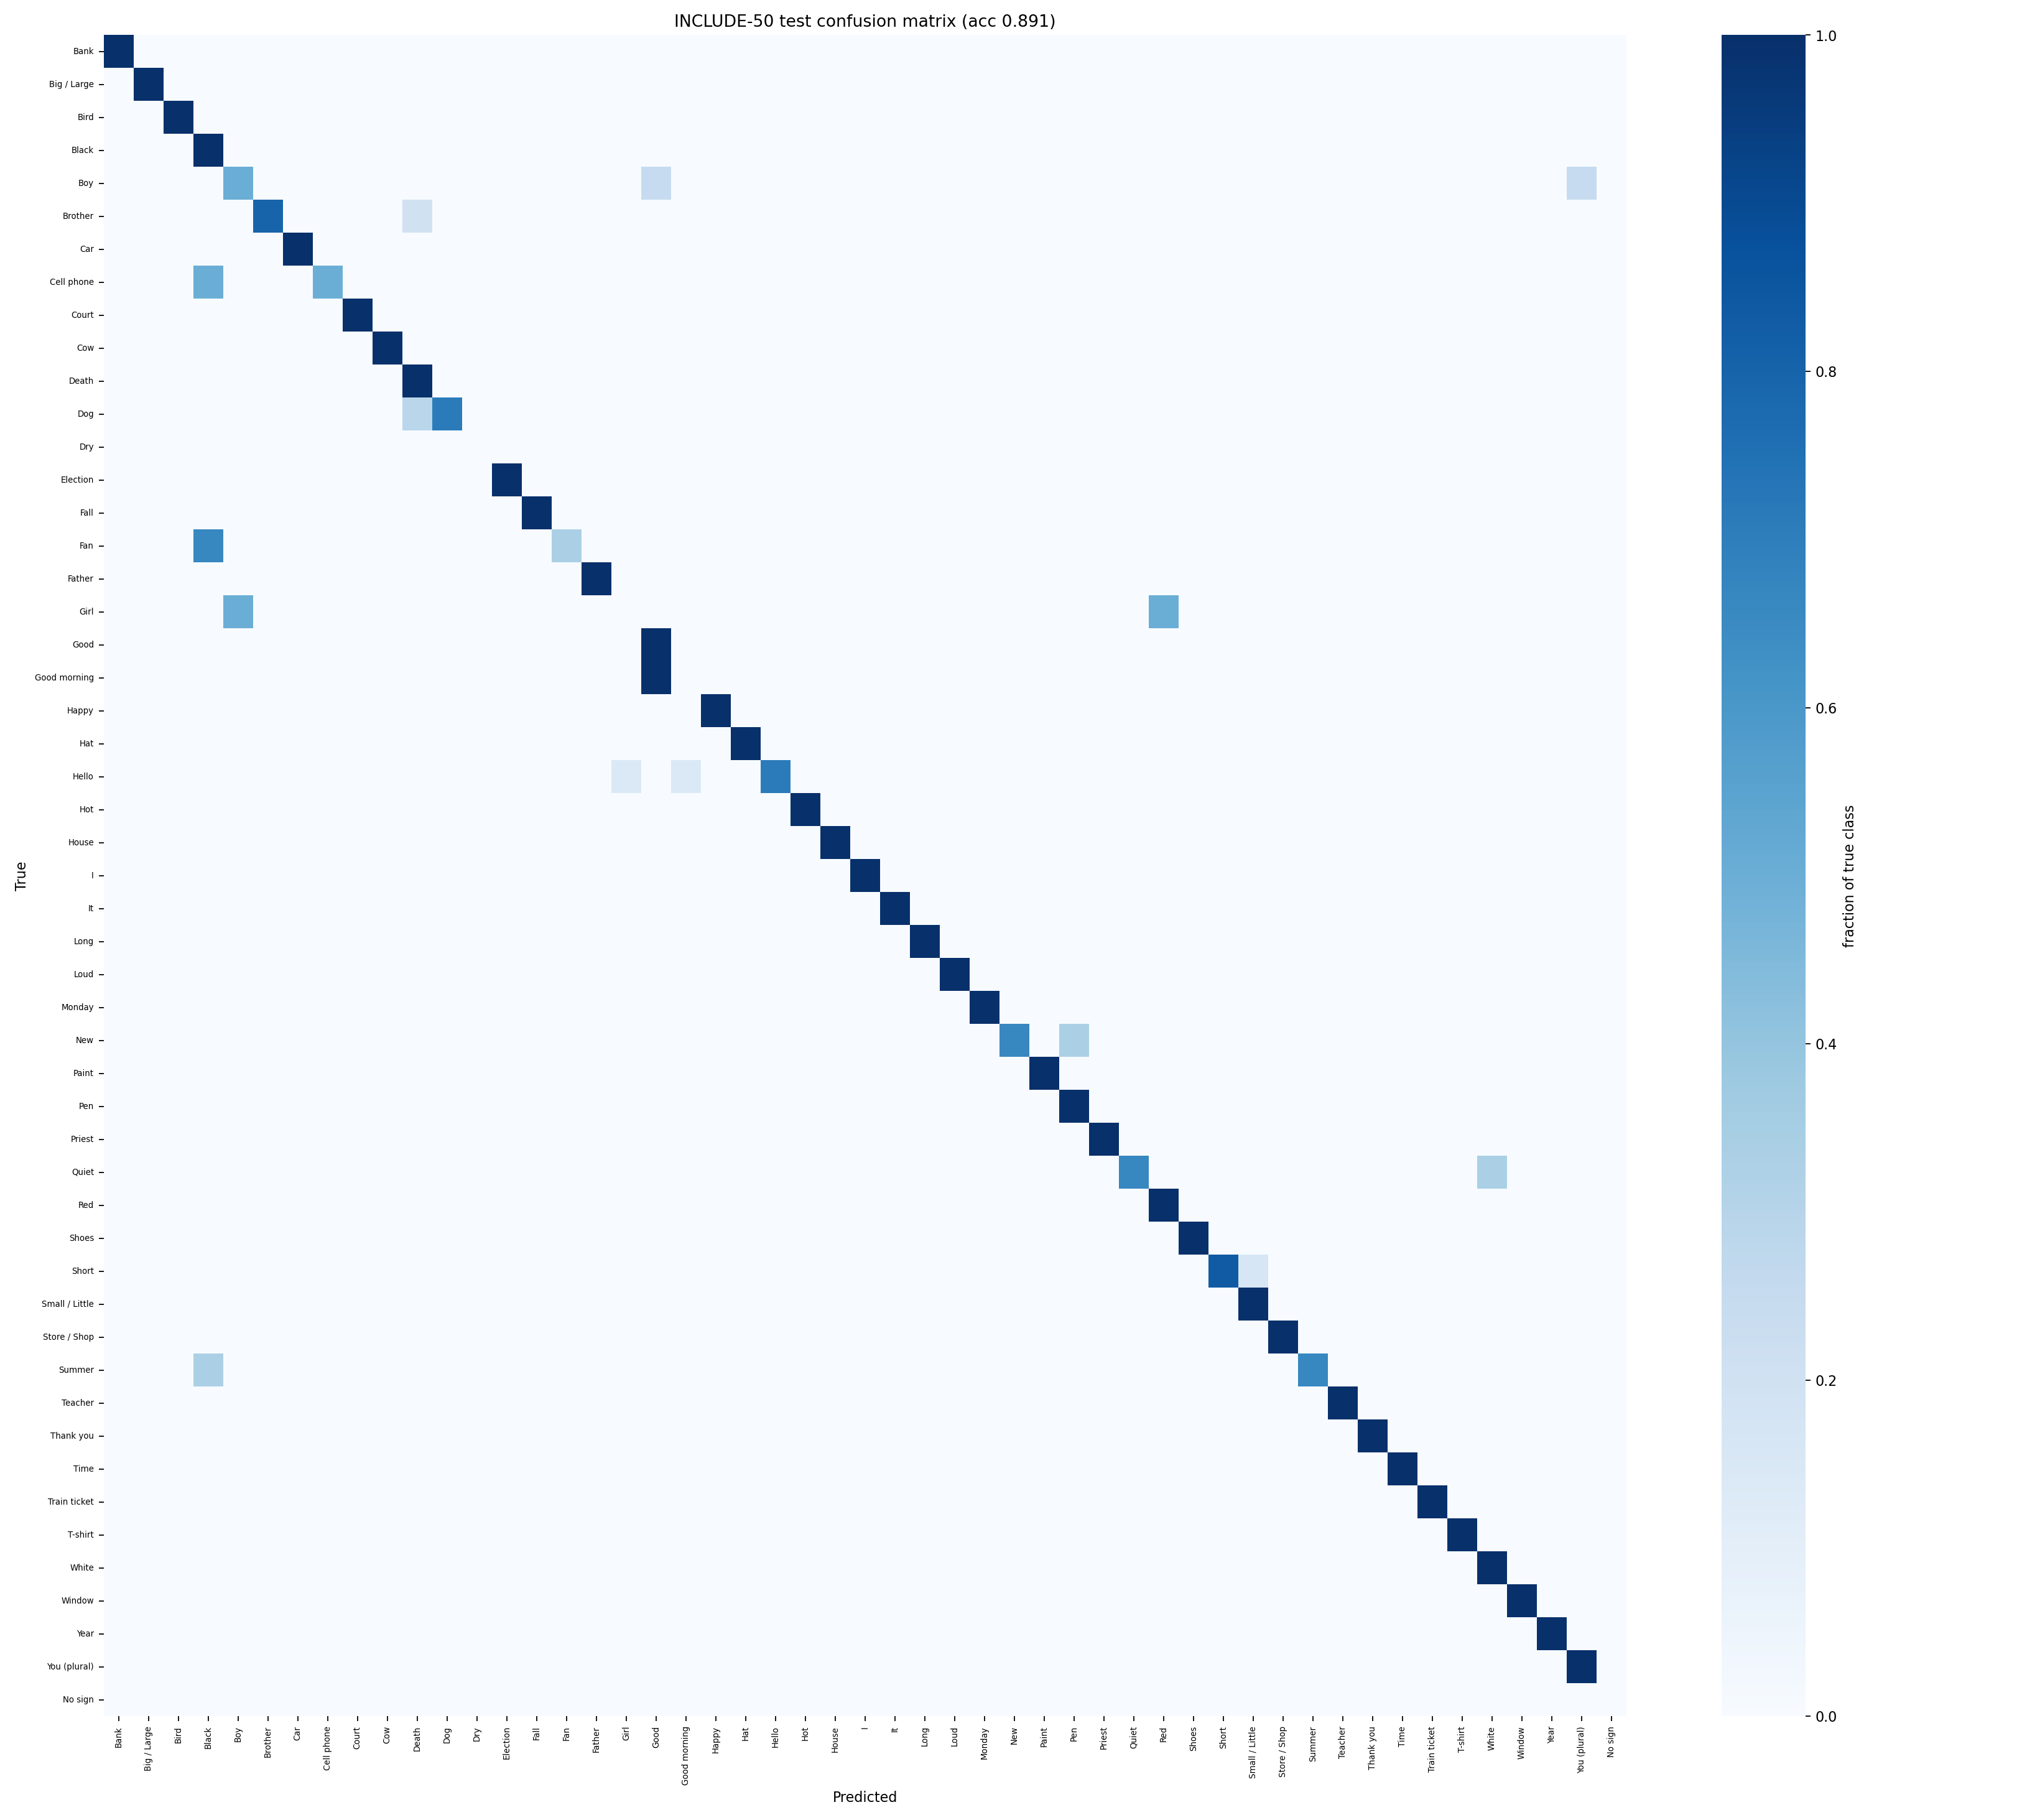 INCLUDE-50 test confusion matrix (acc 0.891)
True
Bank
Big / Large
Bird
Black
Boy
Brother
Car
Cell phone
Court
Cow
Death
Dog
Dry
Election
Fall
Fan
Father
Girl
Good
Good morning
Happy
Hat
Hello
Hot
House
I
It
Long
Loud
Monday
New
Paint
Pen
Priest
Quiet
Red
Shoes
Short
Small / Little
Store / Shop
Summer
Teacher
Thank you
Time
Train ticket
T-shirt
White
Window
Year
You (plural)
No sign
Bank
Big / Large
Bird
Black
Boy
Brother
Car
Cell phone
Court
Cow
Death
Dog
Dry
Election
Fall
Fan
Father
Girl
Good
Good morning
Happy
Hat
Hello
Hot
House
I
It
Long
Loud
Monday
New
Paint
Pen
Priest
Quiet
Red
Shoes
Short
Small / Little
Store / Shop
Summer
Teacher
Thank you
Time
Train ticket
T-shirt
White
Window
Year
You (plural)
No sign
Predicted
1.0
0.8
0.6
0.4
0.2
0.0
fraction of true class